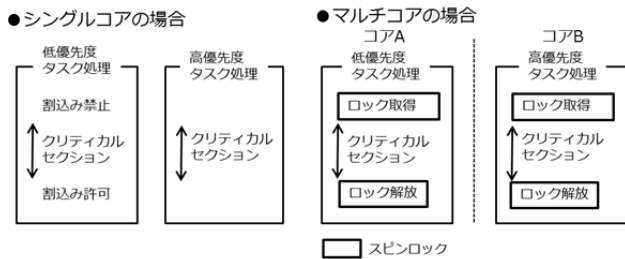 ●シングルコアの場合
低優先度
タスク処理
割込み禁止
クリティカル
セクション
割込み許可
高優先度
タスク処理
クリティカル
セクション
●マルチコアの場合
コアA
低優先度
タスク処理
ロック取得
クリティカル
セクション
ロック解放
コアB
高優先度
タスク処理
ロック取得
クリティカル
セクション
ロック解放
スピンロック